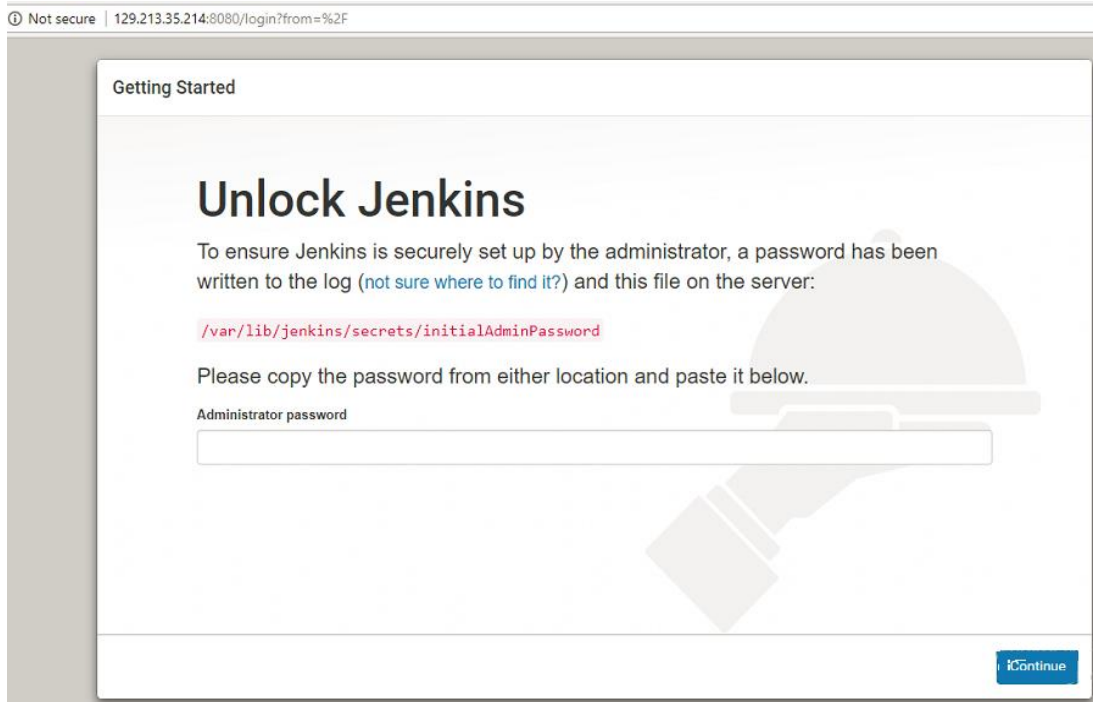 Not secure 129.213.35.214:8080/login?from=%2F
Getting Started
Unlock Jenkins
To ensure Jenkins is securely set up by the administrator, a password has been
written to the log (not sure where to find it?) and this file on the server:
/var/lib/jenkins/secrets/initialAdminPassword
Please copy the password from either location and paste it below.
Administrator password
Continue